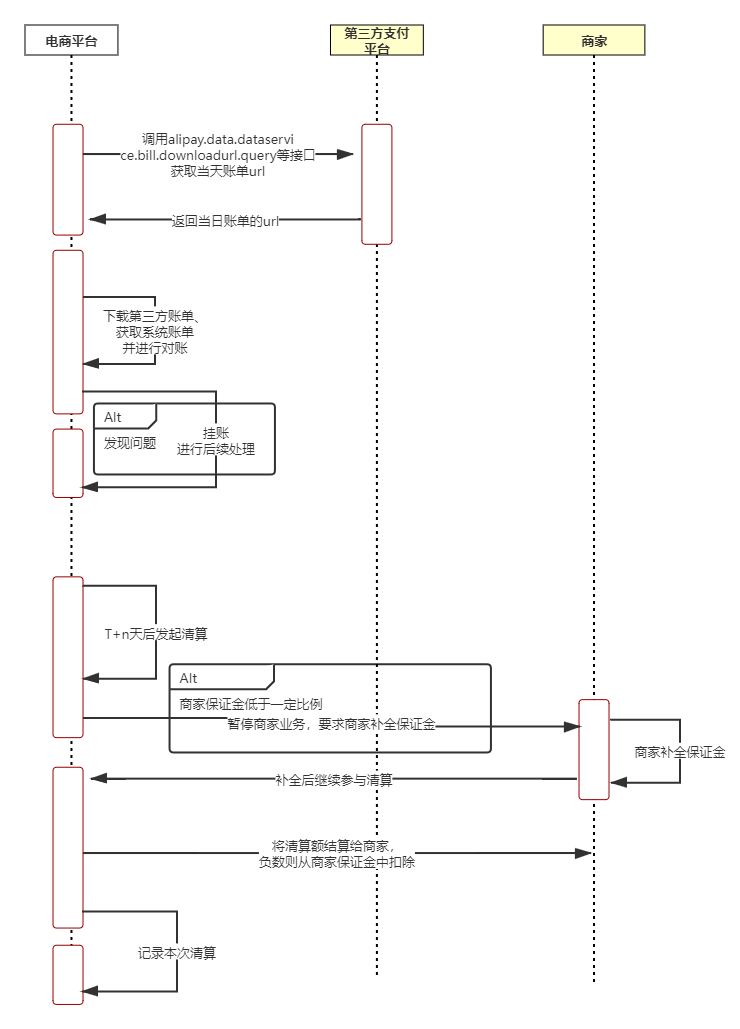 电商平台
第三方支付
平台
商家
调用alipay.data.dataservi
ce.bill.downloadurl.query等接口
获取当天账单url
返回当日账单的url
下载第三方账单、
获取系统账单
并进行对账
Alt
发现问题
挂账
进行后续处理
T+n天后发起清算
Alt
商家保证金低于一定比例
暂停商家业务，要求商家补全保证金
商家补全保证金
补全后继续参与清算
将清算额结算给商家，
负数则从商家保证金中扣除
记录本次清算